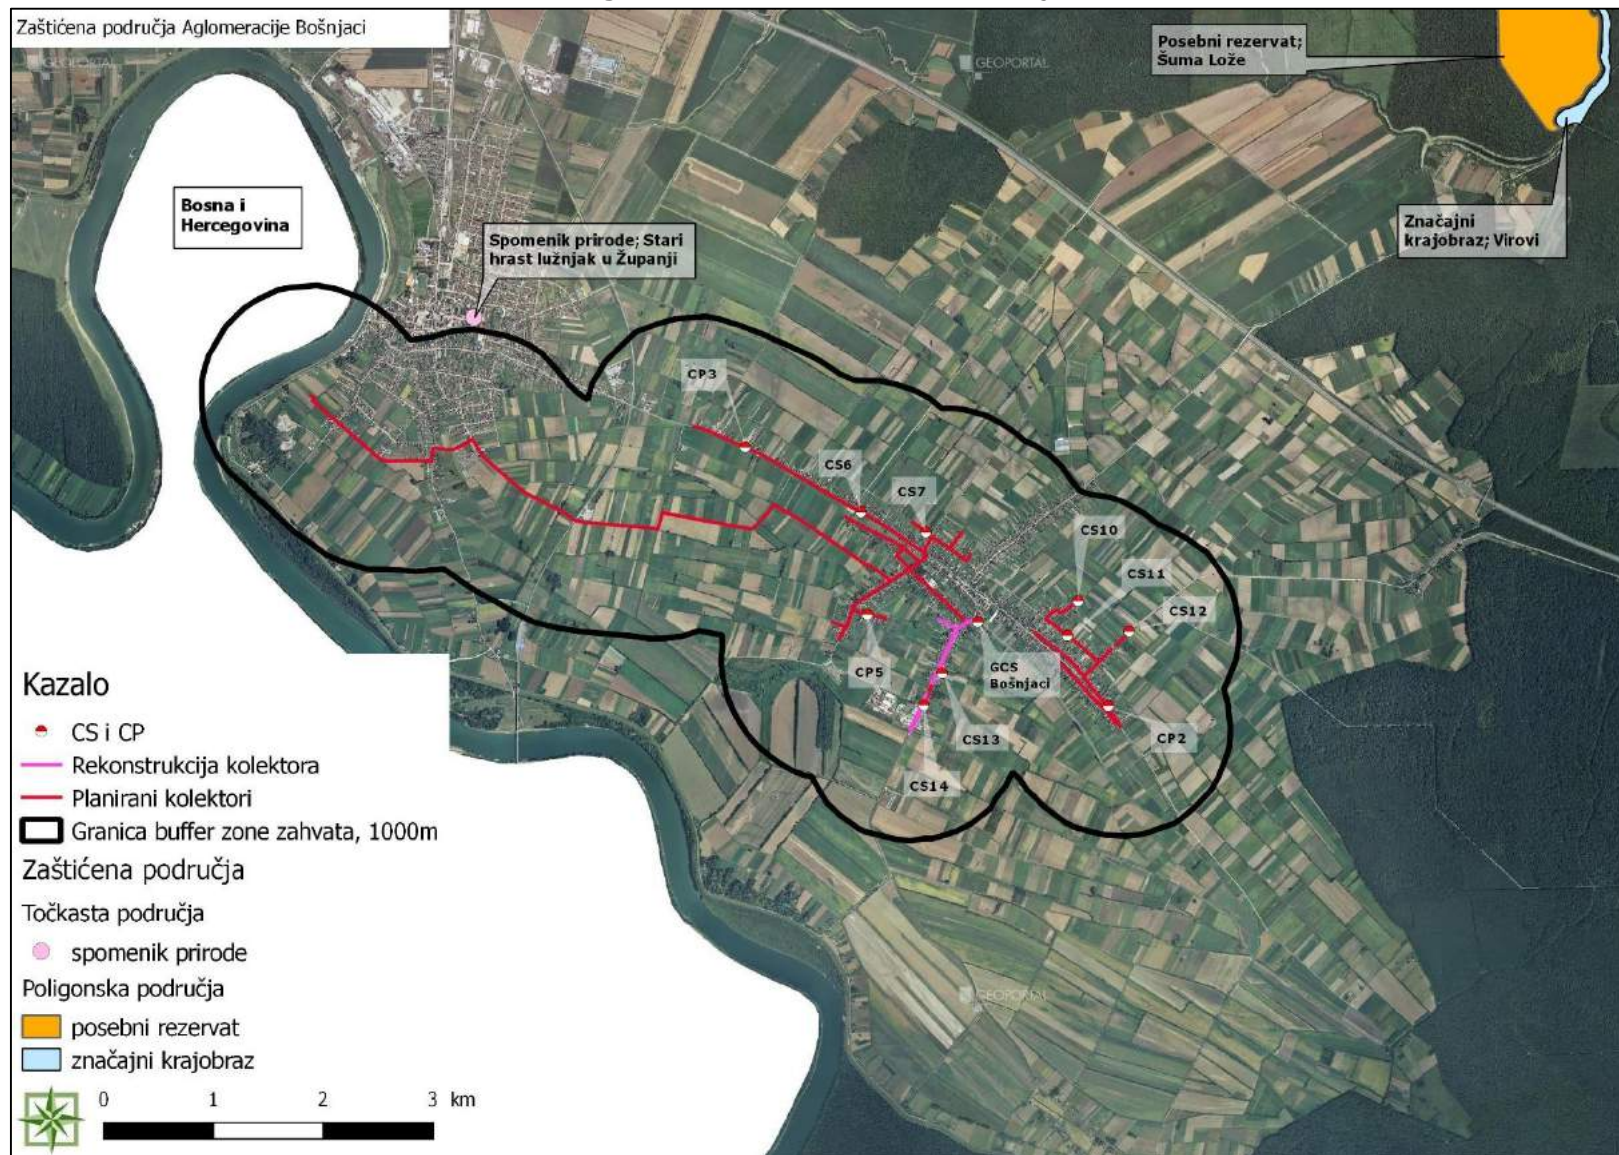 Zaštićena područja Aglomeracije Bošnjaci
GEOPORTAL
GEOPORTAL
Posebni rezervat;
Šuma Lože
Bosna i
Hercegovina
Spomenik prirode; Stari
hrast lužnjak u Županji
Značajni
krajobraz; Virovi
CP3
CS6
CS7
CS10
CS11
CS12
CP5
GCS
Bošnjaci
CS13
CP2
CS14
Kazalo
CS i CP
Rekonstrukcija kolektora
Planirani kolektori
Granica buffer zone zahvata, 1000m
Zaštićena područja
Točkasta područja
spomenik prirode
Poligonska područja
GEOPORTAL
posebni rezervat
značajni krajobraz
0 1 2 3 km